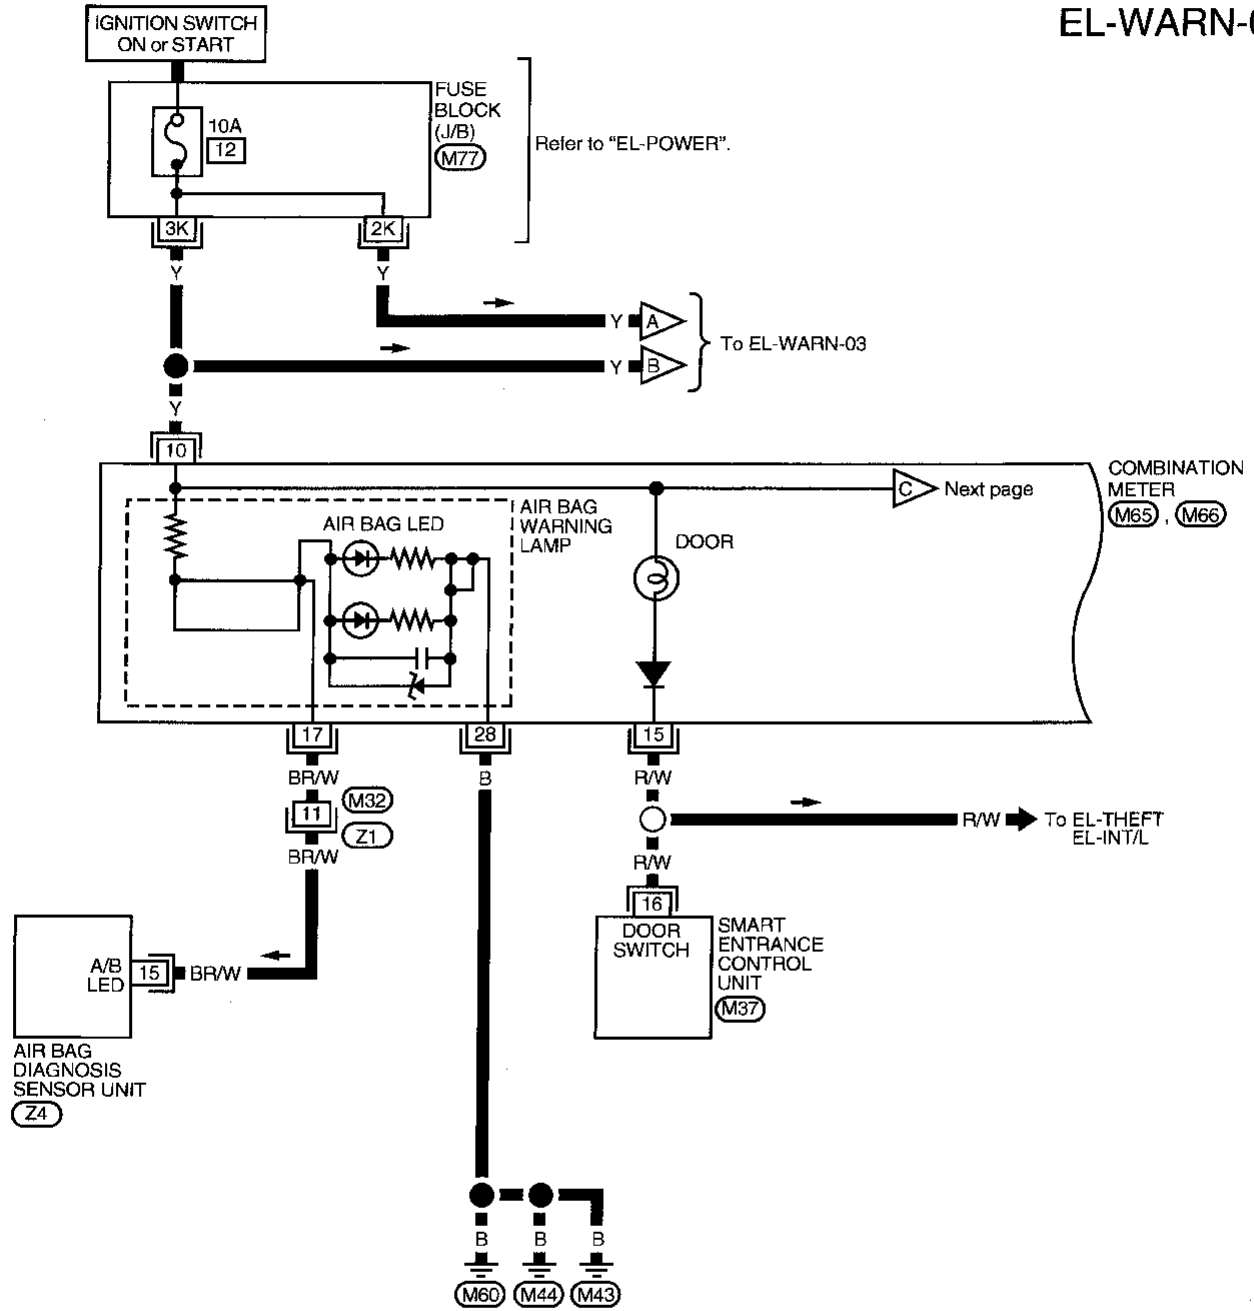 EL-WARN-
IGNITION SWITCH
ON or START
FUSE
BLOCK
(J/B)
M77
10A
12
Refer to "EL-POWER".
3K
2K
Y
Y
Y
A
Y
B
To EL-WARN-03
Y
10
COMBINATION
METER
M65 , M66
C
Next page
AIR BAG
WARNING
LAMP
AIR BAG LED
DOOR
17
28
15
BR/W
B
R/W
M32
11
Z1
BR/W
R/W
To EL-THEFT
EL-INT/L
R/W
16
DOOR
SWITCH
SMART
ENTRANCE
CONTROL
UNIT
M37
A/B
LED
15
BR/W
AIR BAG
DIAGNOSIS
SENSOR UNIT
Z4
B
B
B
M60
M44
M43